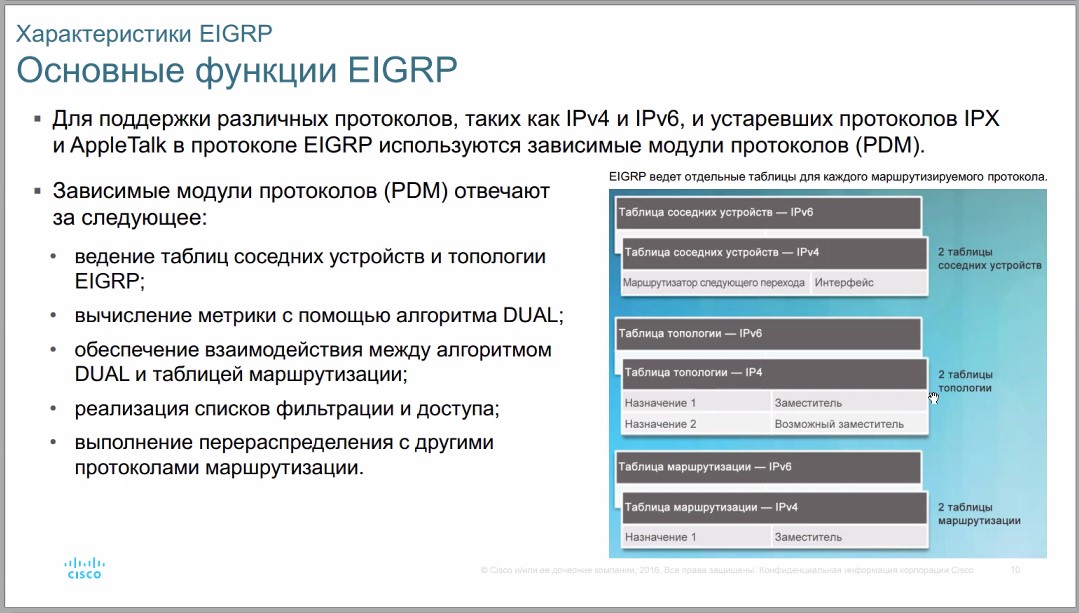 Характеристики EIGRP
Основные функции EIGRP
Для поддержки различных протоколов, таких как IPv4 и IPv6, и устаревших протоколов IPX
и AppleTalk в протоколе EIGRP используются зависимые модули протоколов (PDM).
Зависимые модули протоколов (PDM) отвечают
за следующее:
ведение таблиц соседних устройств и топологии
EIGRP;
вычисление метрики с помощью алгоритма DUAL;
обеспечение взаимодействия между алгоритмом
DUAL и таблицей маршрутизации;
реализация списков фильтрации и доступа;
выполнение перераспределения с другими
протоколами маршрутизации.
EIGRP ведет отдельные таблицы для каждого маршрутизируемого протокола.
Таблица соседних устройств — IPv6
Таблица соседних устройств — IPv4
Маршрутизатор следующего перехода Интерфейс
2 таблицы
соседних устройств
Таблица топологии — IPv6
Таблица топологии — IP4
Назначение 1 Заместитель
Назначение 2 Возможный заместитель
2 таблицы
топологии
Таблица маршрутизации — IPv6
Таблица маршрутизации — IPv4
Назначение 1 Заместитель
2 таблицы
маршрутизации
CISCO
© Cisco и/или ее дочерние компании, 2016. Все права защищены. Конфиденциальная информация корпорации Cisco
10